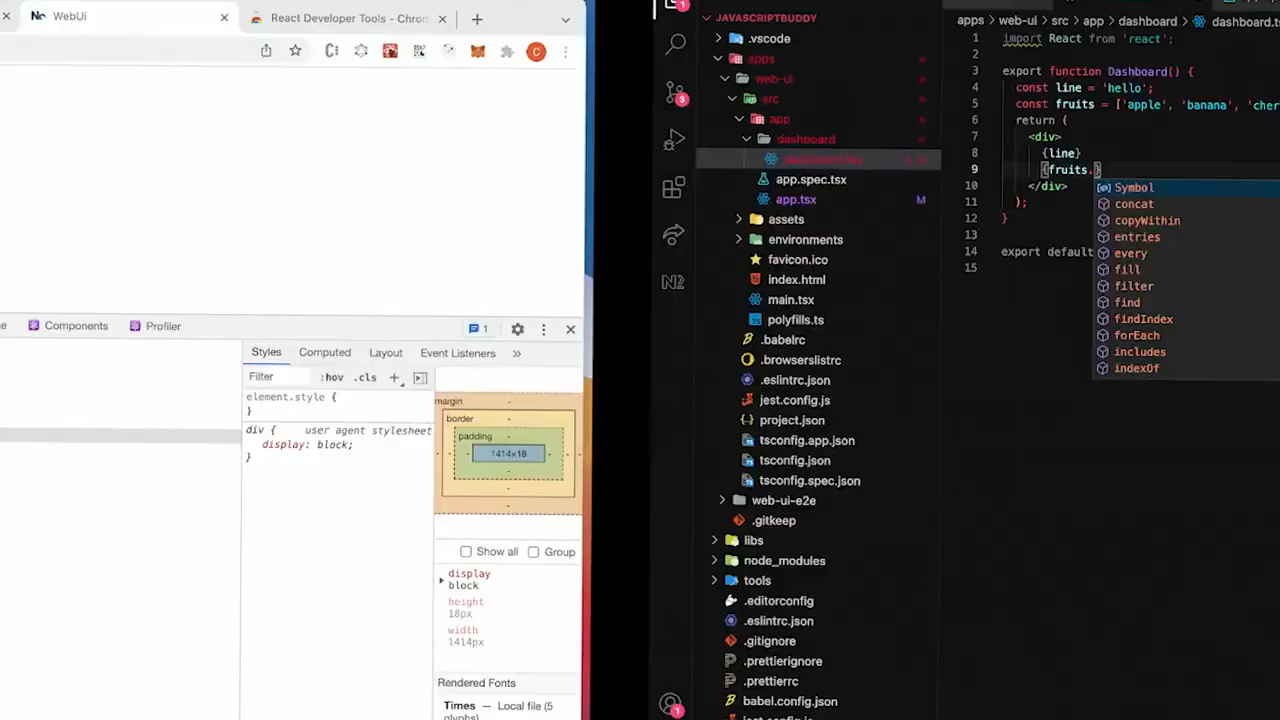 WebUi
React Developer Tools - Chrom
Components
Profiler
1
Styles
Computed
Layout
Event Listeners
Filter
:hov
.cls
element.style {
}
div {
user agent stylesheet
display: block;
}
margin
border
padding
1414×18
Show all
Group
display
block
height
18px
width
1414px
Rendered Fonts
Times — Local file (5
glyphs)
1
3
1
JAVASCRIPTBUDDY
.vscode
apps
web-ui
src
app
dashboard
app.spec.tsx
app.tsx
M
assets
environments
favicon.ico
index.html
main.tsx
polyfills.ts
.babelrc
.browserslistrc
.eslintrc.json
jest.config.js
project.json
tsconfig.app.json
tsconfig.json
tsconfig.spec.json
web-ui-e2e
.gitkeep
libs
node_modules
tools
.editorconfig
.eslintrc.json
.gitignore
.prettierignore
.prettierrc
babel.config.json
apps > web-ui > src > app > dashboard > dashboard.ts
1 import React from 'react';
2
3 export function Dashboard() {
4 const line = 'hello';
5 const fruits = ['apple', 'banana', 'cher
6 return (
7 <div>
8 {line}
9 {fruits.}
10 </div>
11 );
12 }
13
14 export default
15
Symbol
concat
copyWithin
entries
every
fill
filter
find
findIndex
forEach
includes
indexOf